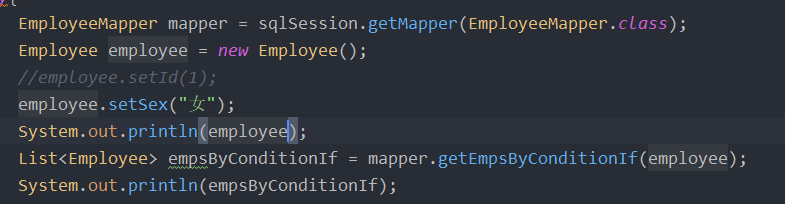 EmployeeMapper mapper = sqlSession.getMapper(EmployeeMapper.class);
Employee employee = new Employee();
//employee.setId(1);
employee.setSex("女");
System.out.println(employee);
List<Employee> empsByConditionIf = mapper.getEmpsByConditionIf(employee);
System.out.println(empsByConditionIf);